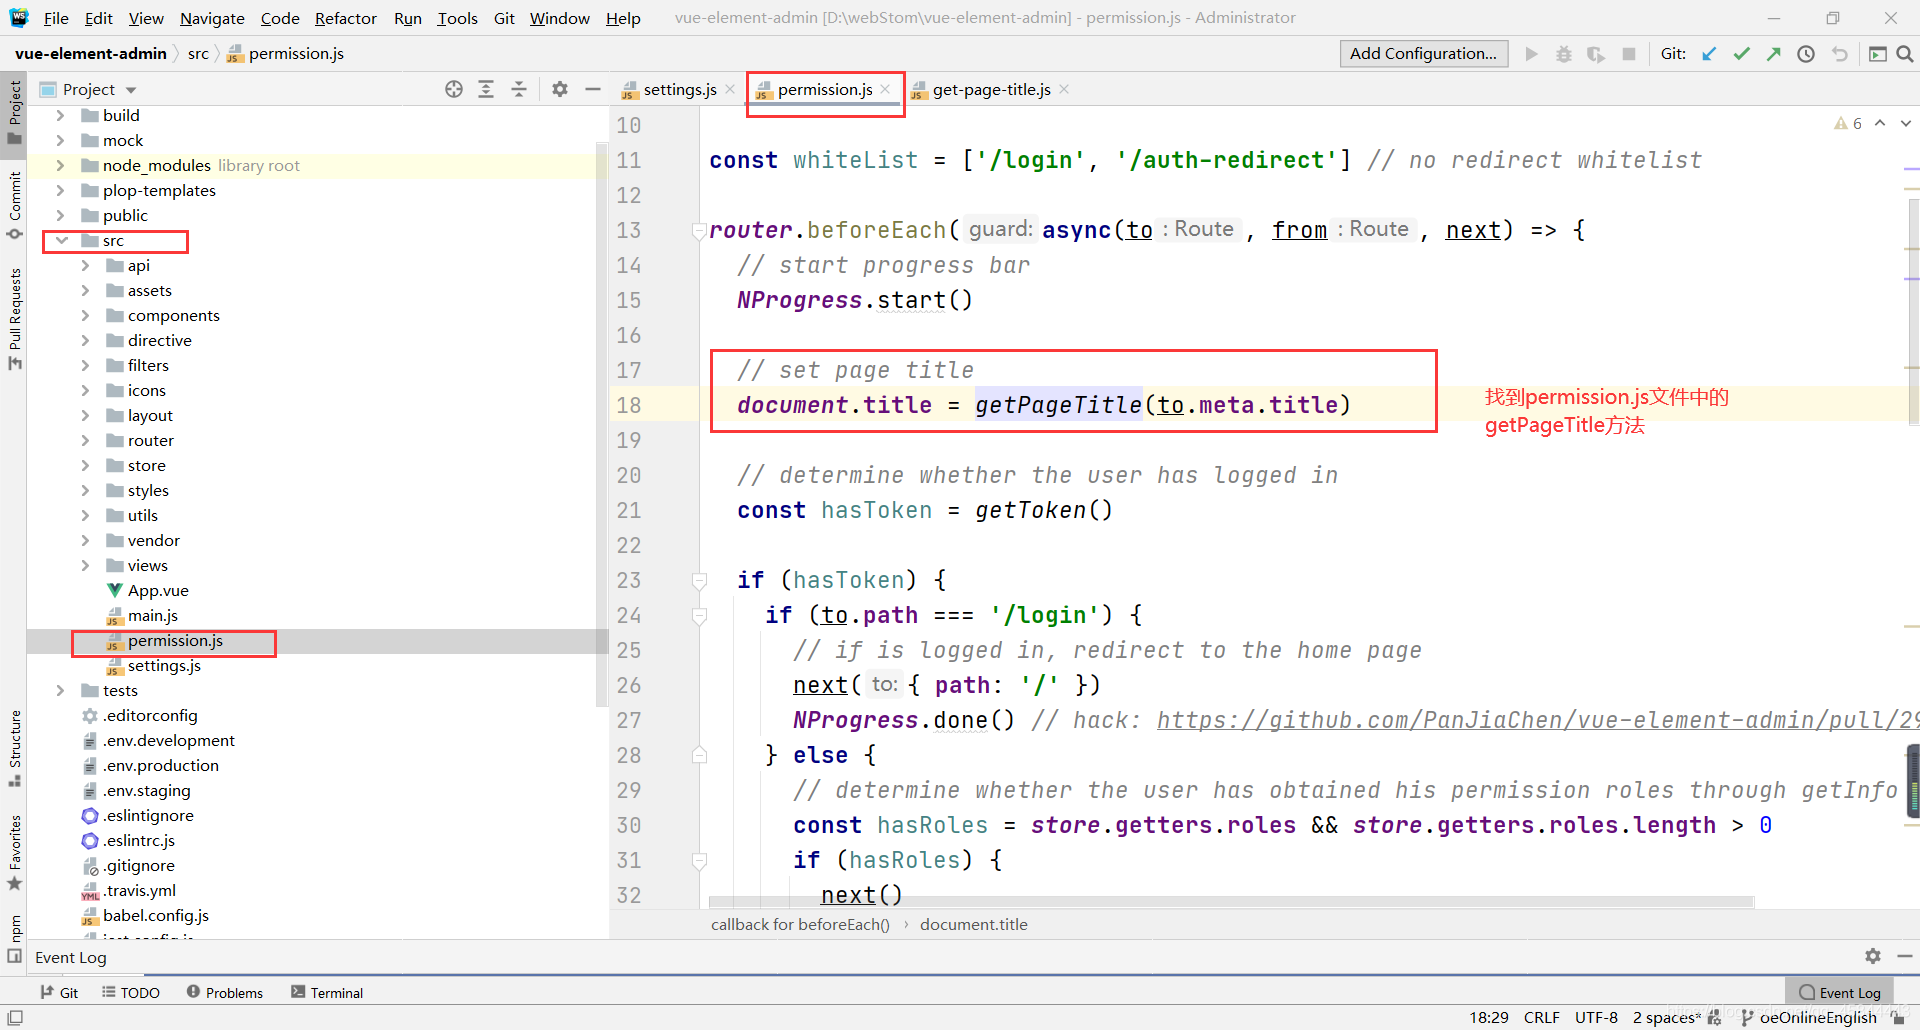 File Edit View Navigate Code Refactor Run Tools Git Window Help vue-element-admin [D:\webStom\vue-element-admin] - permission.js - Administrator
vue-element-admin src permission.js Add Configuration... Git:
Project
settings.js permission.js get-page-title.js
Project
Commit
Pull Requests
Structure
Favorites
npm
build
mock
node_modules library root
plop-templates
public
src
api
assets
components
directive
filters
icons
layout
router
store
styles
utils
vendor
views
App.vue
main.js
permission.js
settings.js
tests
.editorconfig
.env.development
.env.production
.env.staging
.eslintignore
.eslintrc.js
.gitignore
.travis.yml
babel.config.js
jest.config.js
6
10
11 const whiteList = ['/login', '/auth-redirect'] // no redirect whitelist
12
13 router.beforeEach( guard: async(to : Route , from : Route , next) => {
14 // start progress bar
15 NProgress.start()
16
17 // set page title
18 document.title = getPageTitle(to.meta.title)
19
20 // determine whether the user has logged in
21 const hasToken = getToken()
22
23 if (hasToken) {
24 if (to.path === '/login') {
25 // if is logged in, redirect to the home page
26 next( to: { path: '/' })
27 NProgress.done() // hack: https://github.com/PanJiaChen/vue-element-admin/pull/29
28 } else {
29 // determine whether the user has obtained his permission roles through getInfo
30 const hasRoles = store.getters.roles && store.getters.roles.length > 0
31 if (hasRoles) {
32 next()
找到permission.js文件中的
getPageTitle方法
callback for beforeEach() › document.title
Event Log
Git TODO Problems Terminal Event Log
18:29 CRLF UTF-8 2 spaces* oeOnlineEnglish